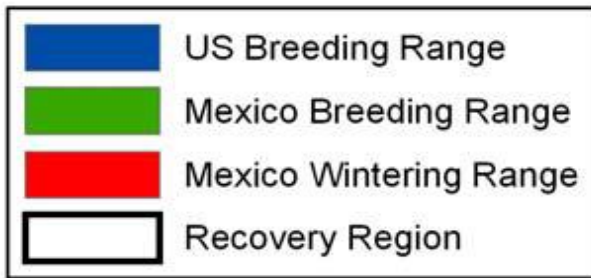 US Breeding Range
Mexico Breeding Range
Mexico Wintering Range
Recovery Region